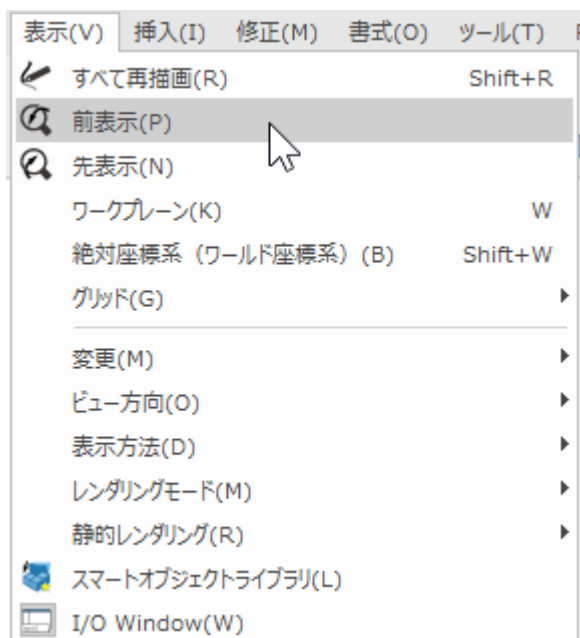 表示(V) 挿入(I) 修正(M) 書式(O) ツール(T)
すべて再描画(R) Shift+R
前表示(P)
先表示(N)
ワークプレーン(K) W
絶対座標系（ワールド座標系）(B) Shift+W
グリッド(G)
変更(M)
ビュー方向(O)
表示方法(D)
レンダリングモード(M)
静的レンダリング(R)
スマートオブジェクトライブラリ(L)
I/O Window(W)